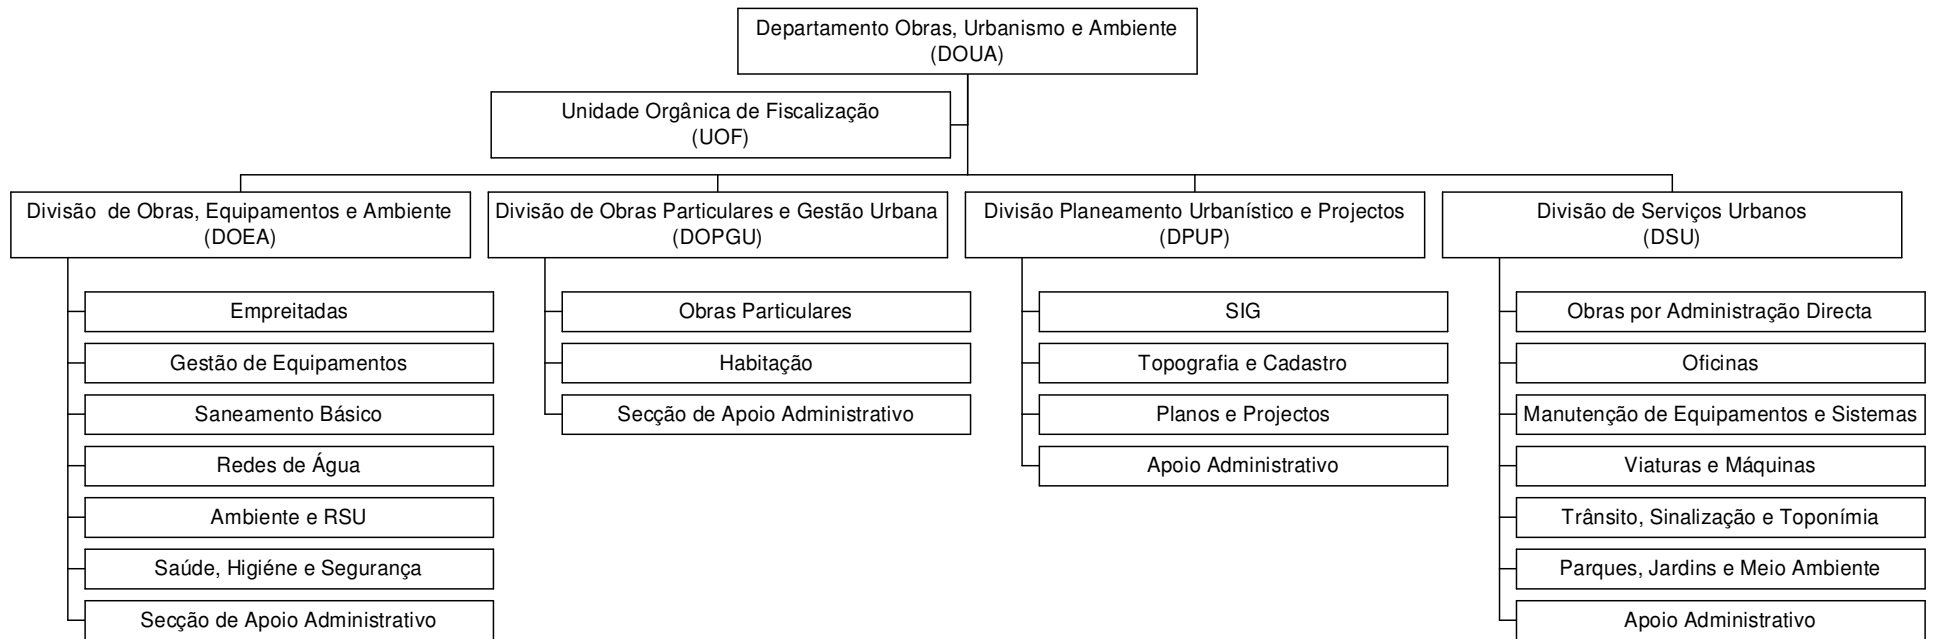 Departamento Obras, Urbanismo e Ambiente
(DOUA)
Unidade Orgânica de Fiscalização
(UOF)
Divisão de Obras, Equipamentos e Ambiente
(DOEA)
Empreitadas
Gestão de Equipamentos
Saneamento Básico
Redes de Água
Ambiente e RSU
Saúde, Higiéne e Segurança
Secção de Apoio Administrativo
Divisão de Obras Particulares e Gestão Urbana
(DOPGU)
Obras Particulares
Habitação
Secção de Apoio Administrativo
Divisão Planeamento Urbanístico e Projectos
(DPUP)
SIG
Topografia e Cadastro
Planos e Projectos
Apoio Administrativo
Divisão de Serviços Urbanos
(DSU)
Obras por Administração Directa
Oficinas
Manutenção de Equipamentos e Sistemas
Viaturas e Máquinas
Trânsito, Sinalização e Toponímia
Parques, Jardins e Meio Ambiente
Apoio Administrativo